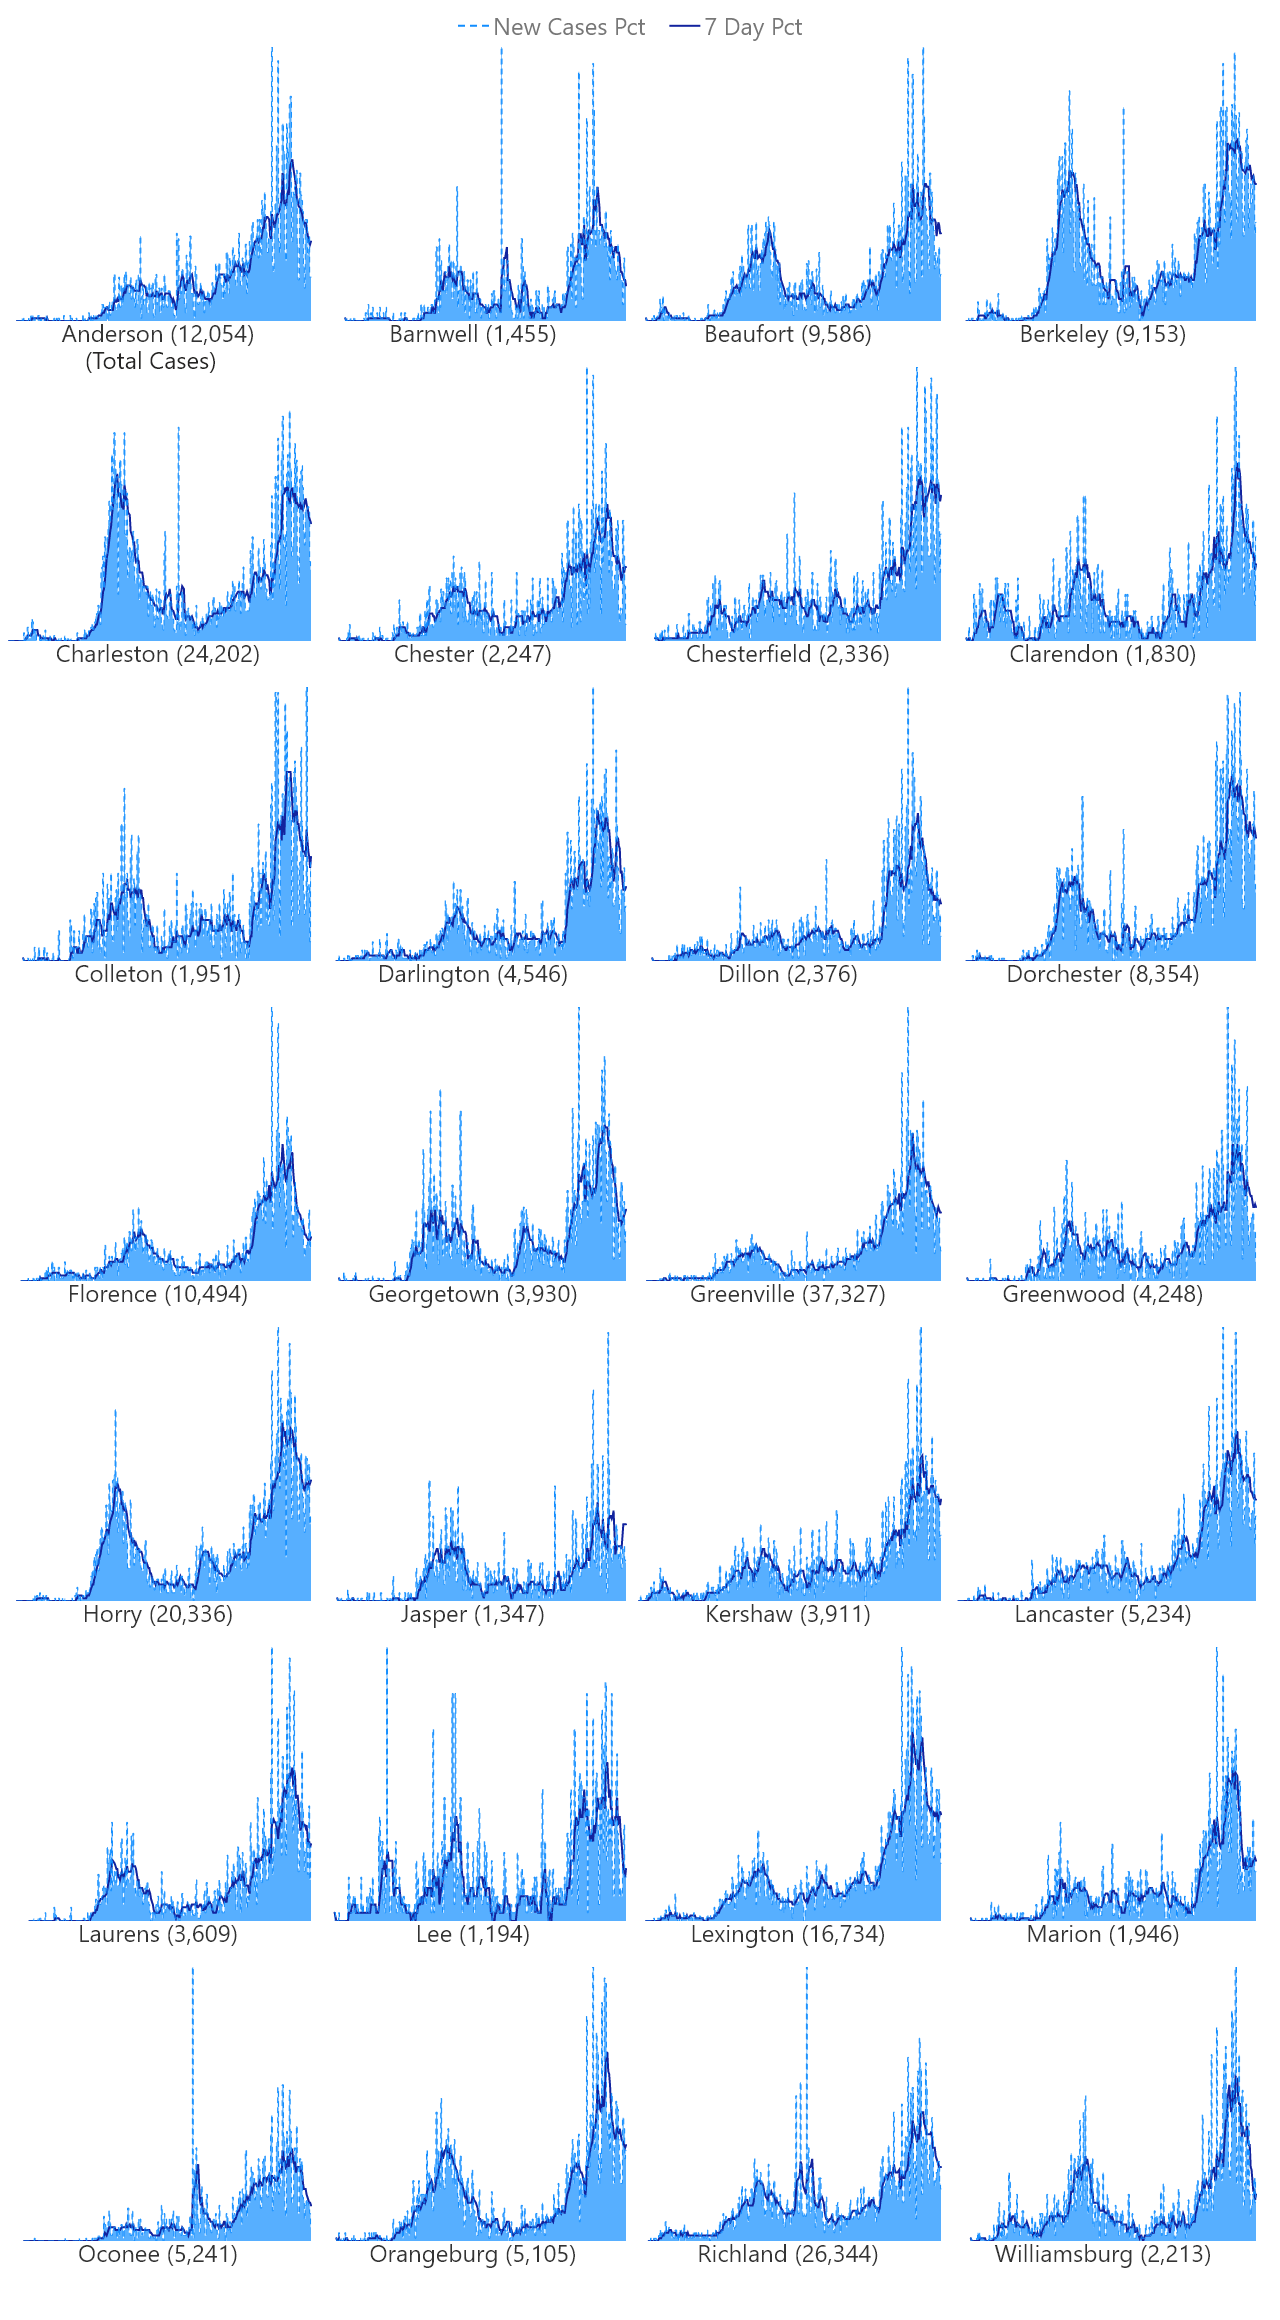 New Cases Pct 7 Day Pct
Anderson (12,054) Barnwell (1,455) Beaufort (9,586) Berkeley (9,153)
(Total Cases)
Charleston (24,202) Chester (2,247) Chesterfield (2,336) Clarendon (1,830)
Colleton (1,951) Darlington (4,546) Dillon (2,376) Dorchester (8,354)
Florence (10,494) Georgetown (3,930) Greenville (37,327) Greenwood (4,248)
Horry (20,336) Jasper (1,347) Kershaw (3,911) Lancaster (5,234)
Laurens (3,609) Lee (1,194) Lexington (16,734) Marion (1,946)
Oconee (5,241) Orangeburg (5,105) Richland (26,344) Williamsburg (2,213)